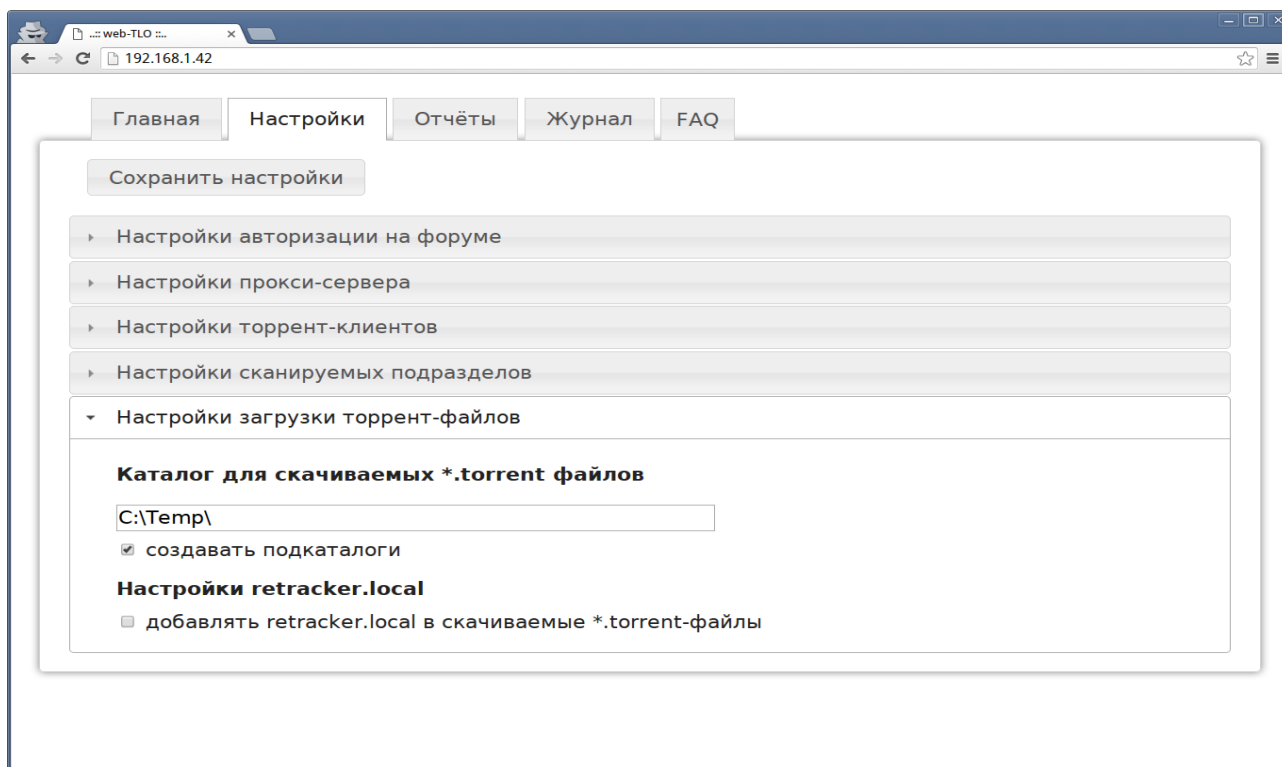 ..:: web-TLO ::..
192.168.1.42
Главная Настройки Отчёты Журнал FAQ
Сохранить настройки
Настройки авторизации на форуме
Настройки прокси-сервера
Настройки торрент-клиентов
Настройки сканируемых подразделов
Настройки загрузки торрент-файлов
Каталог для скачиваемых *.torrent файлов
C:\Temp\
создавать подкаталоги
Настройки retracker.local
добавлять retracker.local в скачиваемые *.torrent-файлы